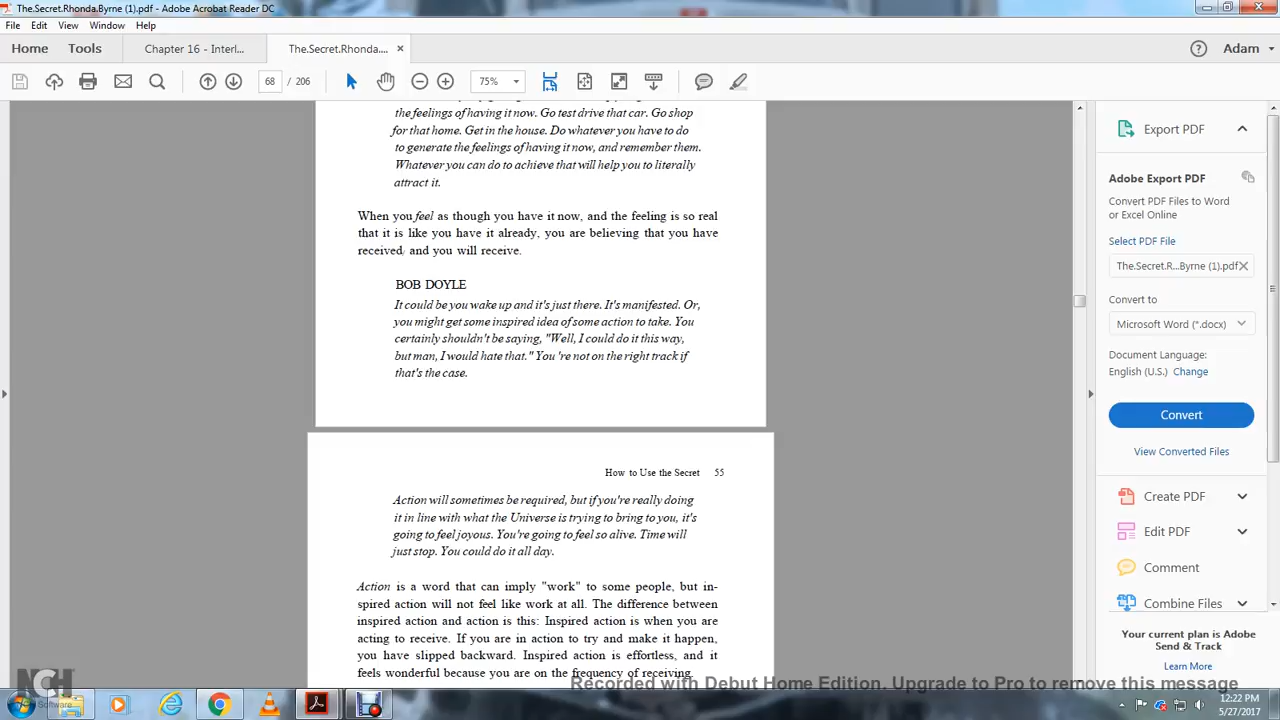 The.Secret.Rhonda.Byrne (1).pdf - Adobe Acrobat Reader DC
File Edit View Window Help
Home Tools Chapter 16 - Interl... The.Secret.Rhonda.... × Adam
68 / 206 75%
the feelings of having it now. Go test drive that car. Go shop
for that home. Get in the house. Do whatever you have to do
to generate the feelings of having it now, and remember them.
Whatever you can do to achieve that will help you to literally
attract it.
When you feel as though you have it now, and the feeling is so real
that it is like you have it already, you are believing that you have
received, and you will receive.
BOB DOYLE
It could be you wake up and it's just there. It's manifested. Or,
you might get some inspired idea of some action to take. You
certainly shouldn't be saying, "Well, I could do it this way,
but man, I would hate that." You 're not on the right track if
that's the case.
How to Use the Secret 55
Action will sometimes be required, but if you're really doing
it in line with what the Universe is trying to bring to you, it's
going to feel joyous. You're going to feel so alive. Time will
just stop. You could do it all day.
Action is a word that can imply "work" to some people, but in-
spired action will not feel like work at all. The difference between
inspired action and action is this: Inspired action is when you are
acting to receive. If you are in action to try and make it happen,
you have slipped backward. Inspired action is effortless, and it
feels wonderful because you are on the frequency of receiving.
Export PDF
Adobe Export PDF
Convert PDF Files to Word
or Excel Online
Select PDF File
The.Secret.R...Byrne (1).pdf ×
Convert to
Microsoft Word (*.docx)
Document Language:
English (U.S.) Change
Convert
View Converted Files
Create PDF
Edit PDF
Comment
Combine Files
Your current plan is Adobe
Send & Track
Learn More
NCH
Software
Recorded with Debut Home Edition. Upgrade to Pro to remove this message
12:22 PM
5/27/2017